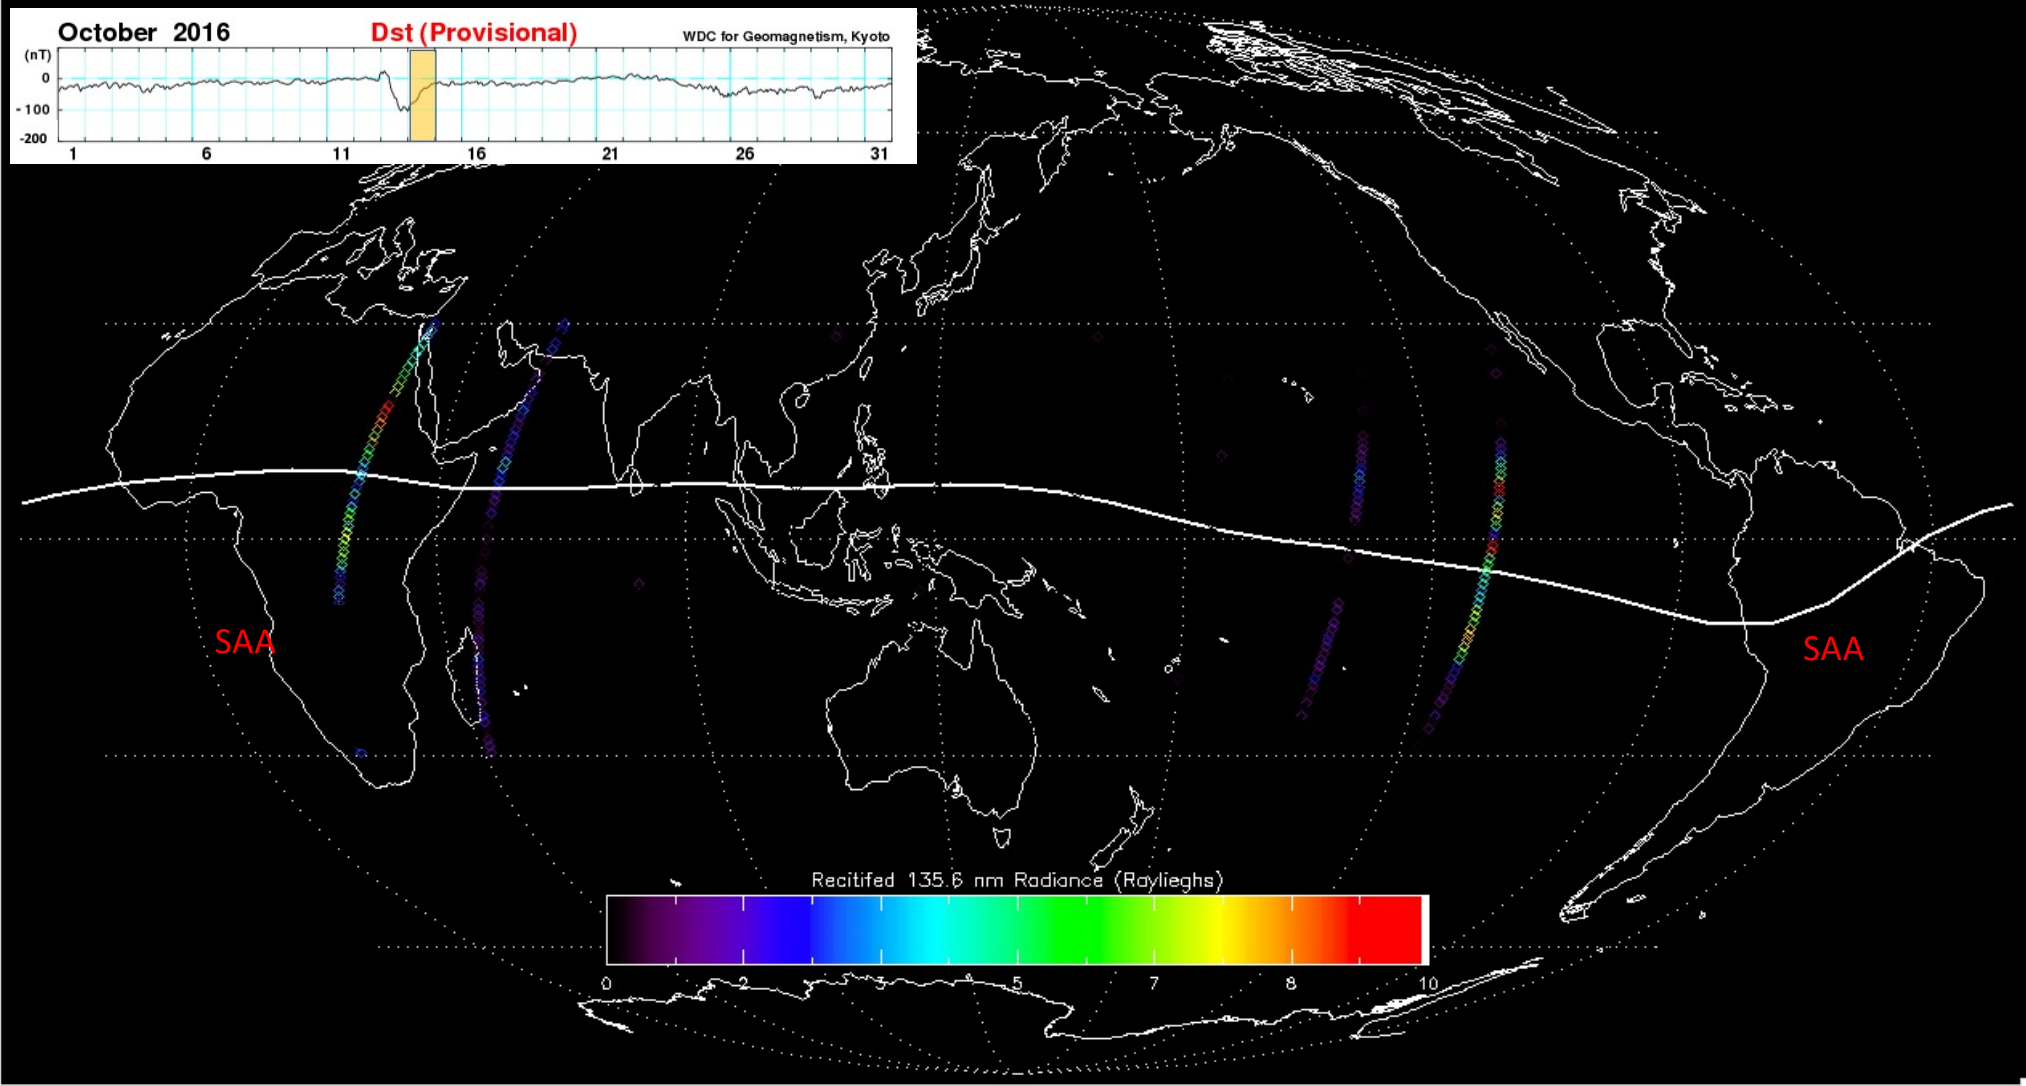 October 2016 Dst (Provisional) WDC for Geomagnetism, Kyoto
(nT)
0
-100
-200
1 6 11 16 21 26 31
SAA SAA
Recitifed 135.6 nm Radiance (Raylieghs)
0 2 3 5 7 8 10